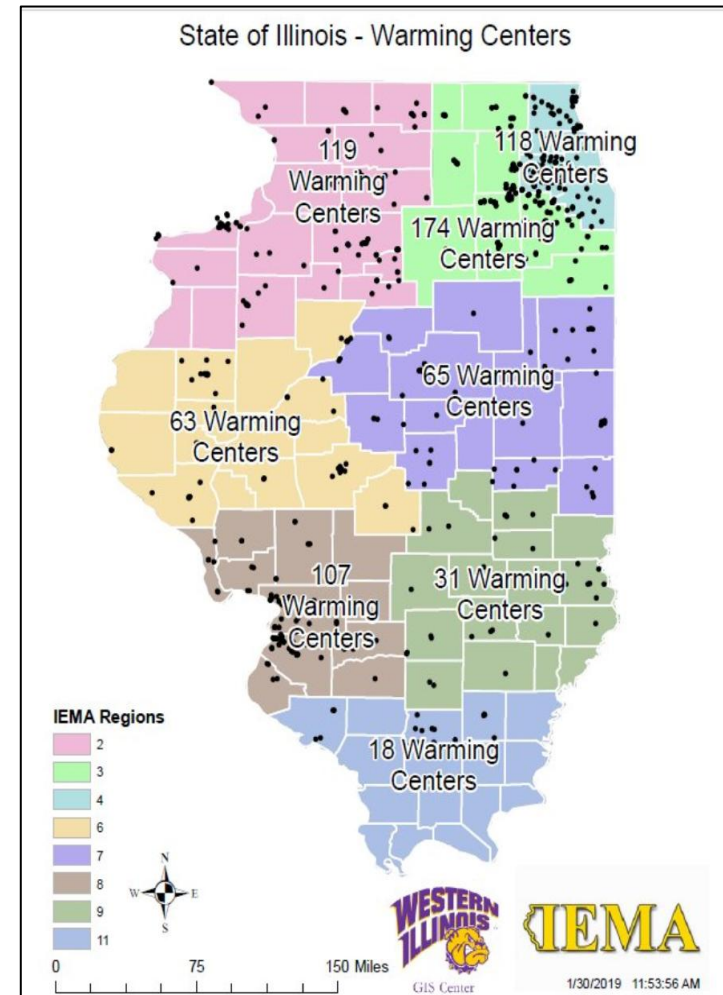 State of Illinois - Warming Centers
119
Warming
Centers
118 Warming
Centers
174 Warming
Centers
65 Warming
Centers
63 Warming
Centers
107
Warming
Centers
31 Warming
Centers
18 Warming
Centers
IEMA Regions
2
3
4
6
7
8
9
11
N
W
E
S
0
75
150 Miles
WESTERN
ILLINOIS
GIS Center
IEMA
1/30/2019 11:53:56 AM